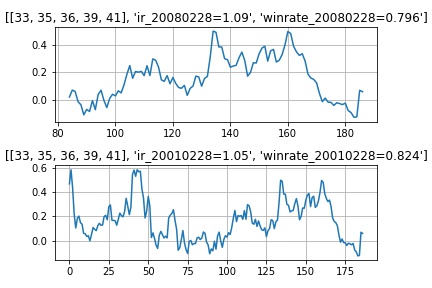 [[33, 35, 36, 39, 41], 'ir_20080228=1.09', 'winrate_20080228=0.796']
0.4
0.2
0.0
80 100 120 140 160 180
[[33, 35, 36, 39, 41], 'ir_20010228=1.05', 'winrate_20010228=0.824']
0.6
0.4
0.2
0.0
0 25 50 75 100 125 150 175